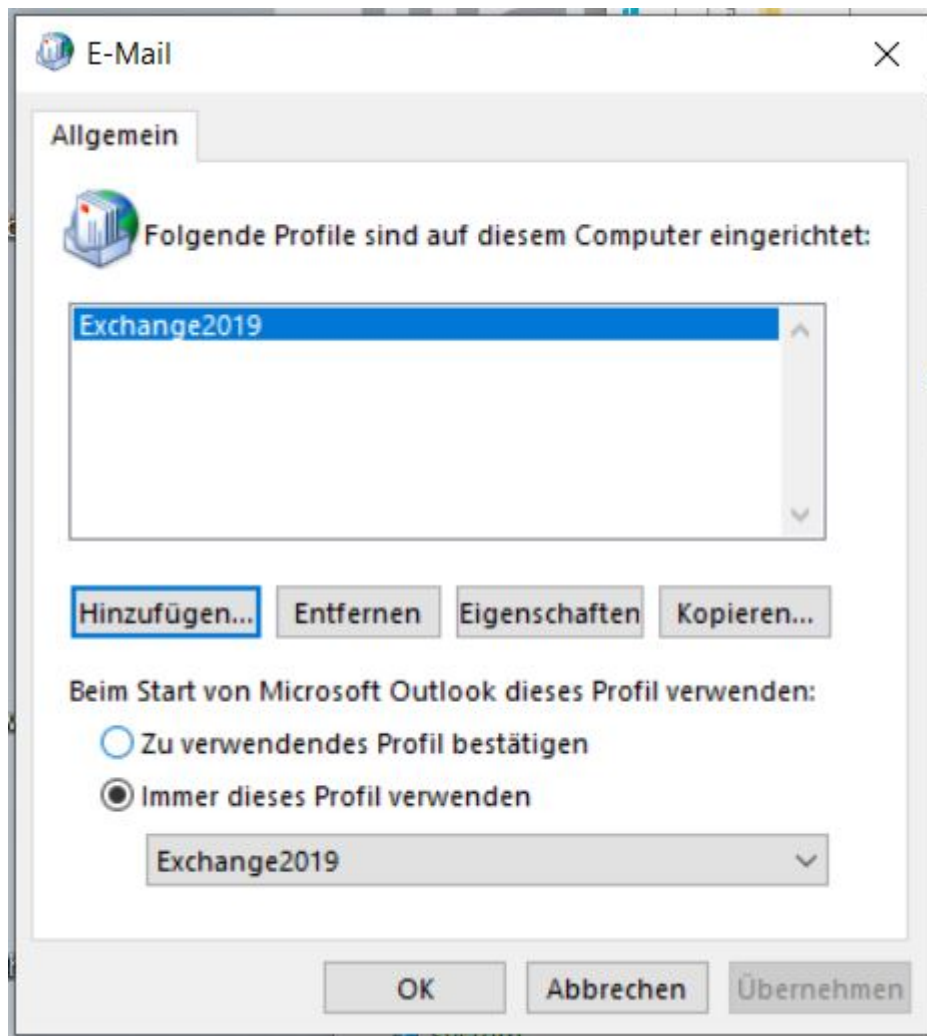 E-Mail
Allgemein
Folgende Profile sind auf diesem Computer eingerichtet:
Exchange2019
Hinzufügen... Entfernen Eigenschaften Kopieren...
Beim Start von Microsoft Outlook dieses Profil verwenden:
Zu verwendendes Profil bestätigen
Immer dieses Profil verwenden
Exchange2019
OK Abbrechen Übernehmen